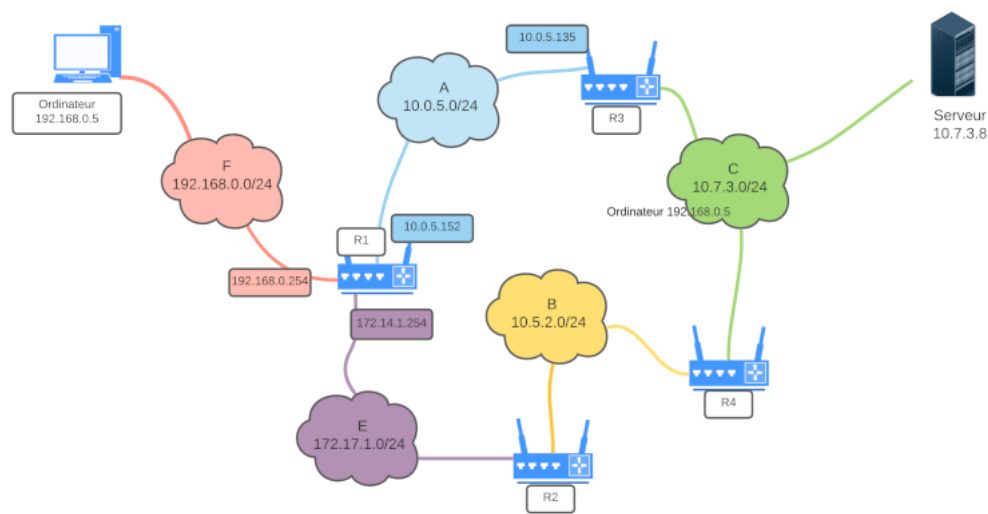 10.0.5.135
A
10.0.5.0/24
Ordinateur
192.168.0.5
R3
Serveur
10.7.3.8
F
192.168.0.0/24
C
10.7.3.0/24
Ordinateur 192.168.0.5
R1
10.0.5.152
192.168.0.254
172.14.1.254
B
10.5.2.0/24
R4
E
172.17.1.0/24
R2